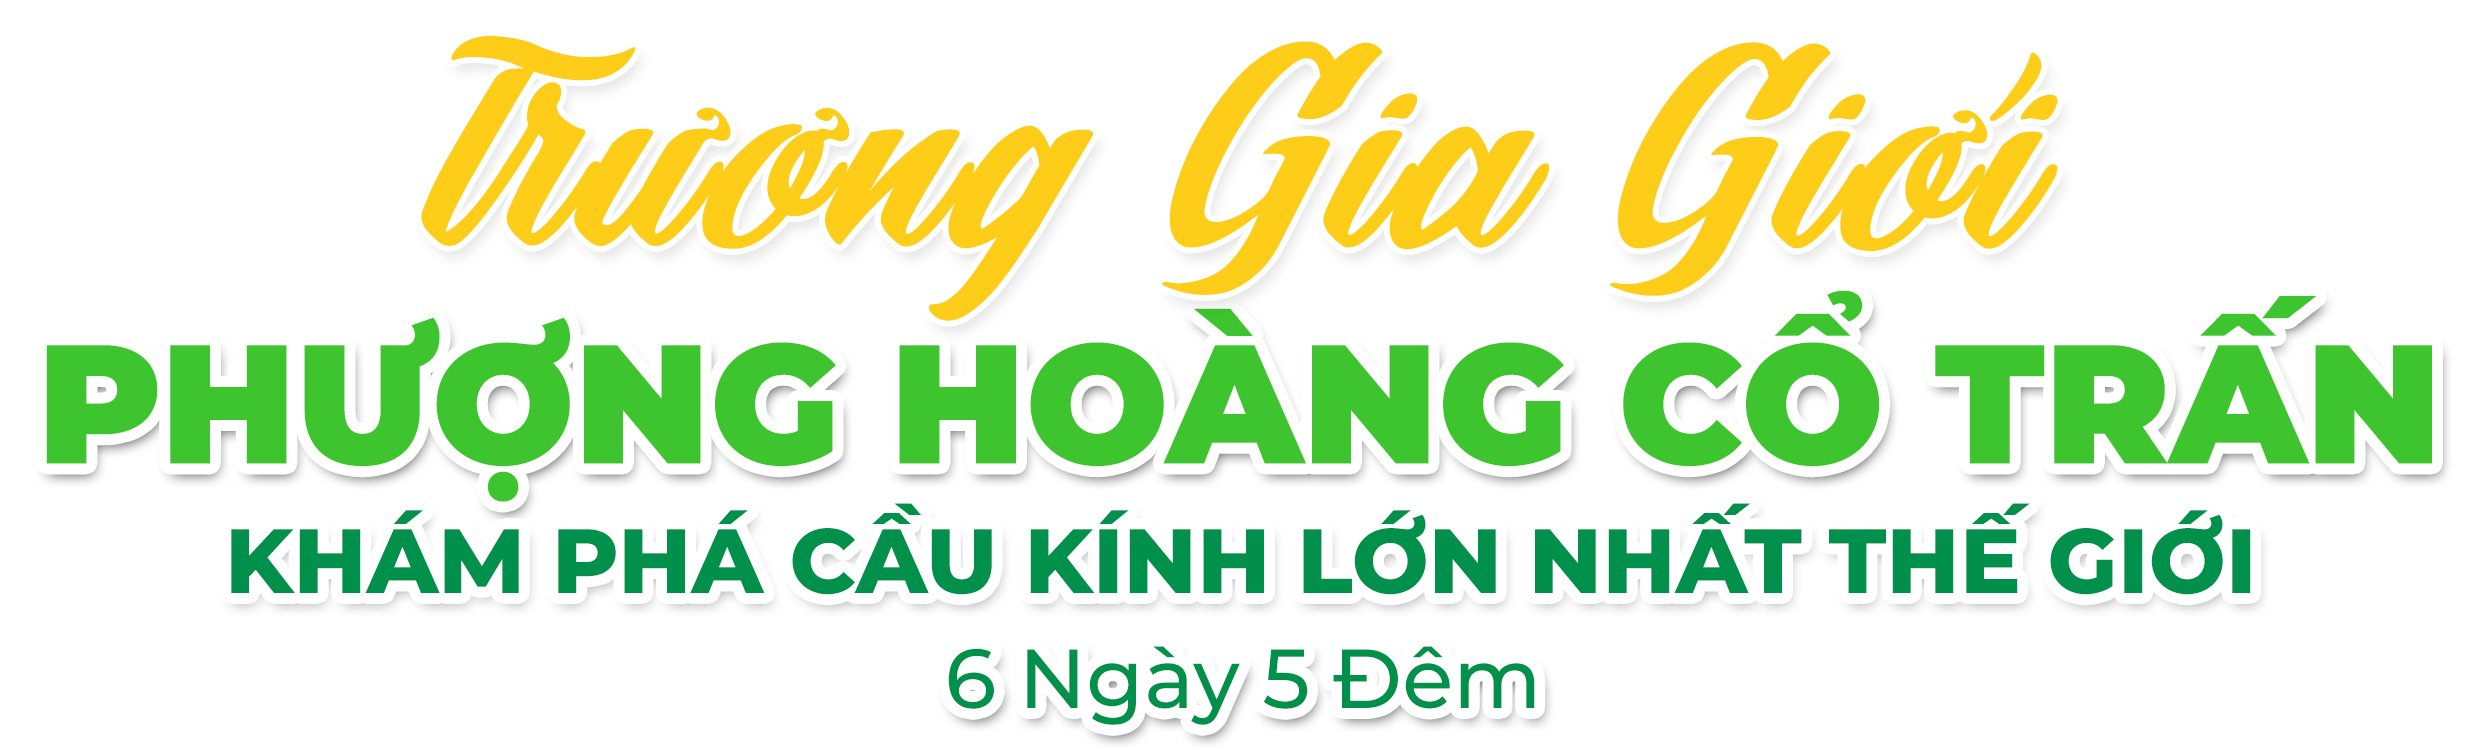 Trương Gia Giới
PHƯỢNG HOÀNG CỔ TRẤN
KHÁM PHÁ CẦU KÍNH LỚN NHẤT THẾ GIỚI
6 Ngày 5 Đêm